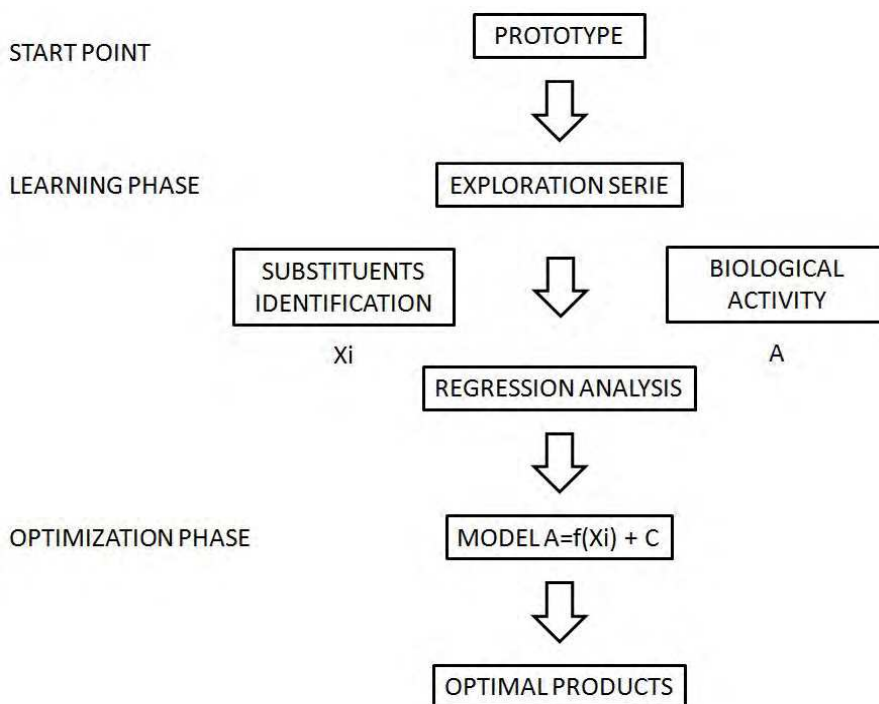 START POINT
PROTOTYPE
LEARNING PHASE
EXPLORATION SERIE
SUBSTITUENTS
IDENTIFICATION
Xi
BIOLOGICAL
ACTIVITY
A
REGRESSION ANALYSIS
OPTIMIZATION PHASE
MODEL A=f(Xi) + C
OPTIMAL PRODUCTS